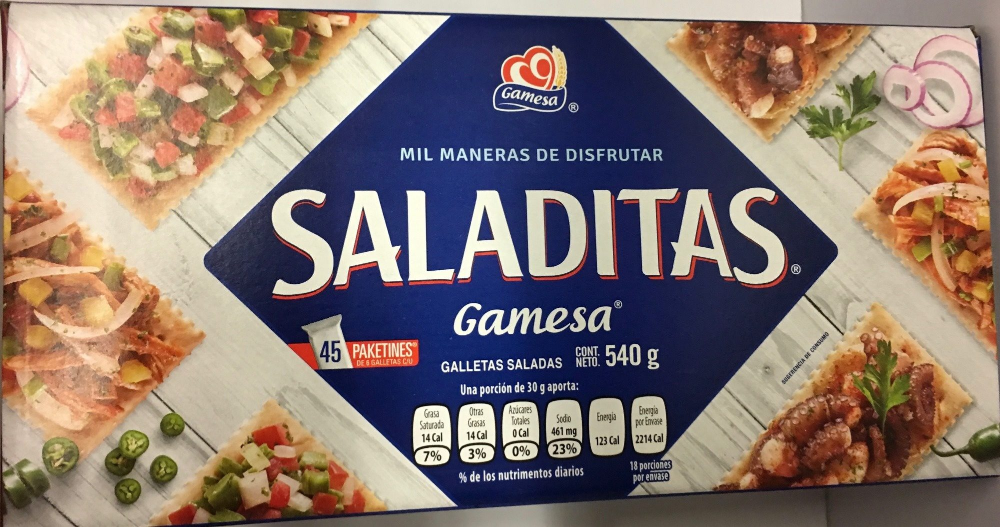 Gamesa®
MIL MANERAS DE DISFRUTAR
SALADITAS®
Gamesa®
45 PAKETINES®
DE 8 GALLETAS C/U
GALLETAS SALADAS CONT. NETO. 540 g
Una porción de 30 g aporta:
Grasa Saturada 14 Cal 7%
Otras Grasas 14 Cal 3%
Azúcares Totales 0 Cal 0%
Sodio 461 mg 23%
Energía 123 Cal
Energía por Envase 2214 Cal
% de los nutrimentos diarios
18 porciones por envase
SUGERENCIA DE CONSUMO